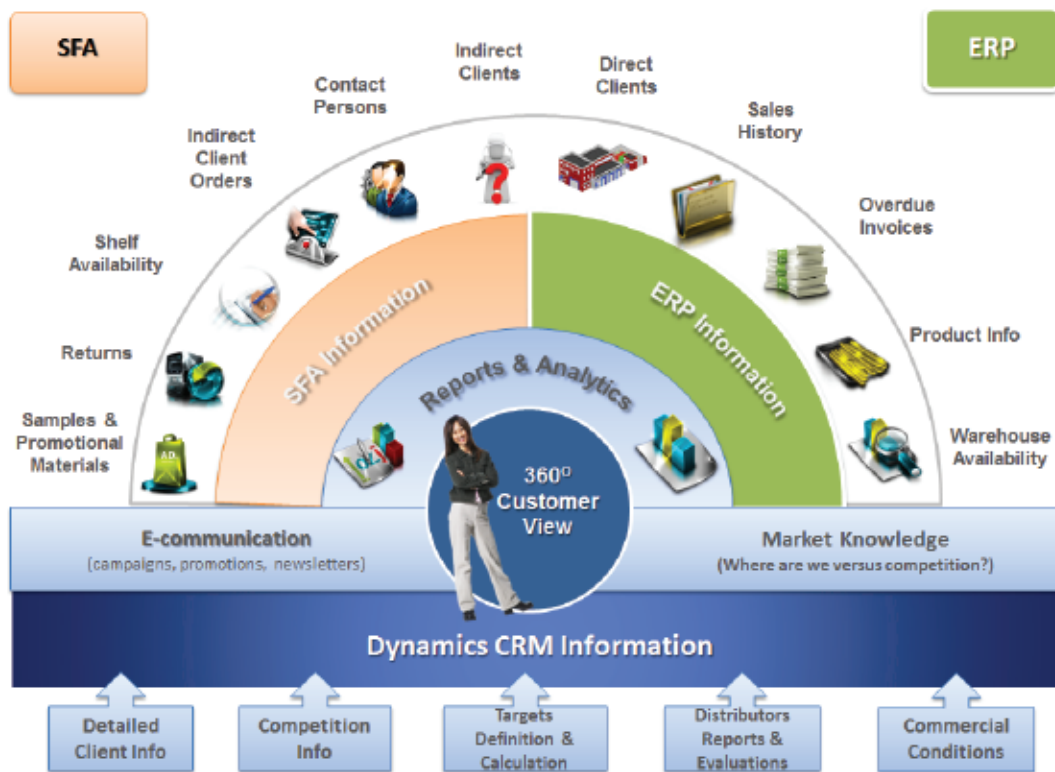 SFA
ERP
Indirect
Clients
Direct
Clients
Contact
Persons
Sales
History
Indirect
Client
Orders
Overdue
Invoices
Shelf
Availability
Returns
Product Info
Samples &
Promotional
Materials
Warehouse
Availability
SFA Information
ERP Information
Reports & Analytics
AD
360º
Customer
View
E-communication
(campaigns, promotions, newsletters)
Market Knowledge
(Where are we versus competition?)
Dynamics CRM Information
Detailed
Client Info
Competition
Info
Targets
Definition &
Calculation
Distributors
Reports &
Evaluations
Commercial
Conditions